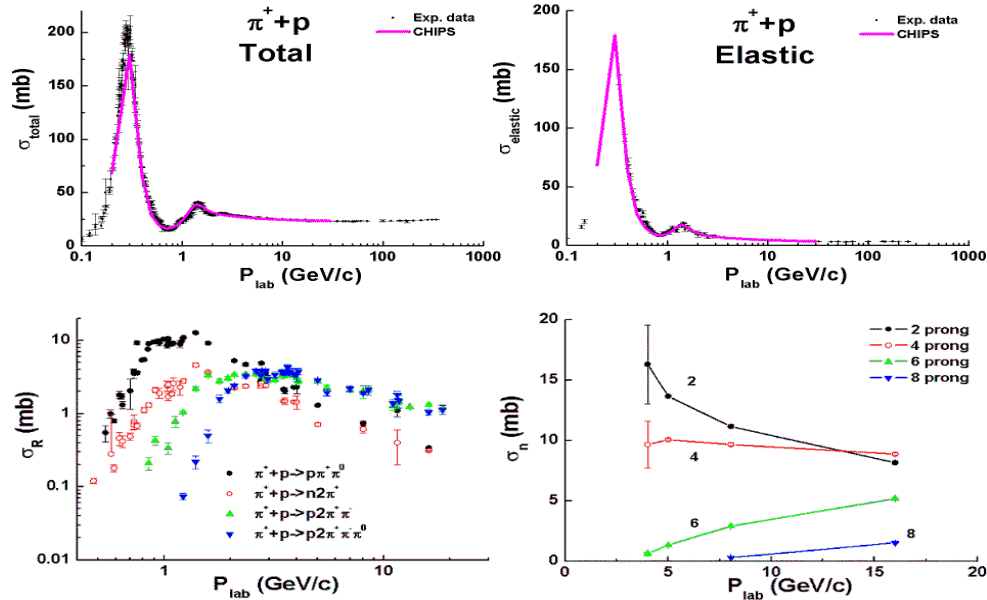 π⁺+p
Total
Exp. data
CHIPS
σtotal (mb)
200
150
100
50
0
0.1
1
10
100
1000
Plab (GeV/c)
π⁺+p
Elastic
Exp. data
CHIPS
σelastic (mb)
200
150
100
50
0
0.1
1
10
100
1000
Plab (GeV/c)
σR (mb)
10
1
0.1
0.01
1
10
Plab (GeV/c)
π⁺+p->pπ⁺π⁰
π⁺+p->n2π⁺
π⁺+p->p2π⁺π⁻
π⁺+p->p2π⁺π⁻π⁰
σn (mb)
20
15
10
5
0
0
5
10
15
20
Plab (GeV/c)
2 prong
4 prong
6 prong
8 prong
2
4
6
8